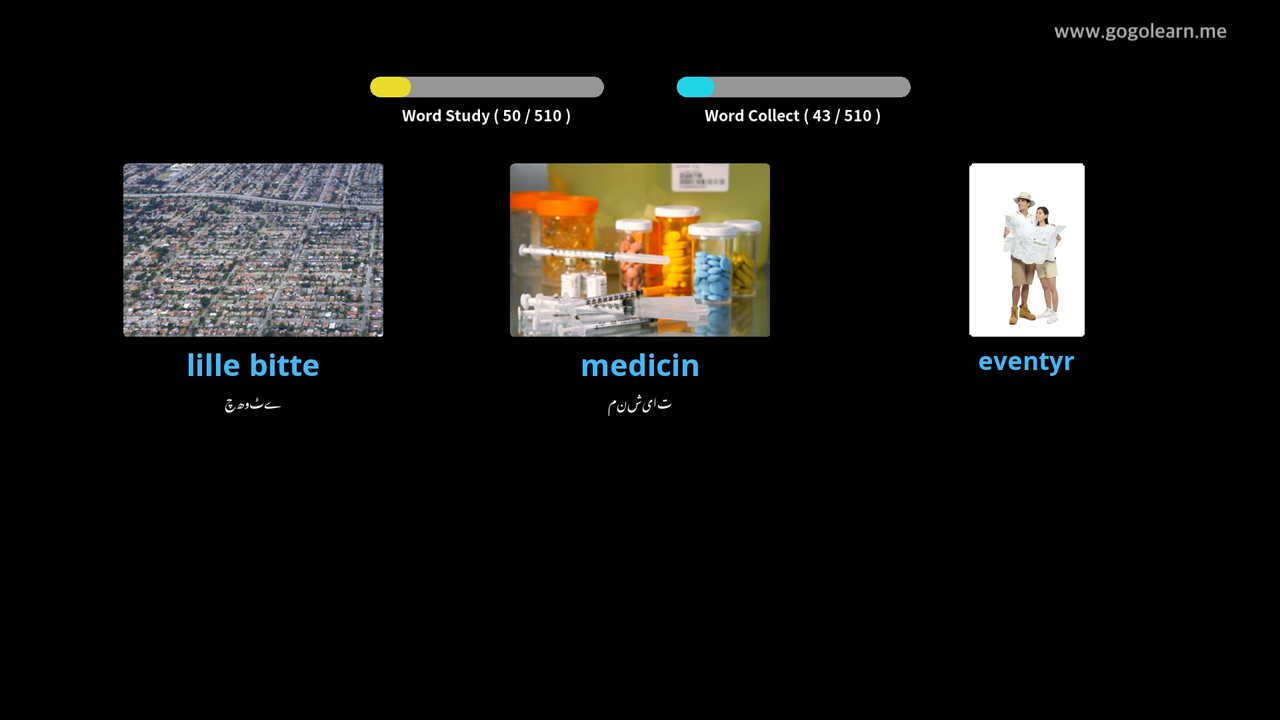 www.gogolearn.me
Word Study ( 50 / 510 )
Word Collect ( 43 / 510 )
lille bitte
چھوٹے
medicin
منشیات
eventyr